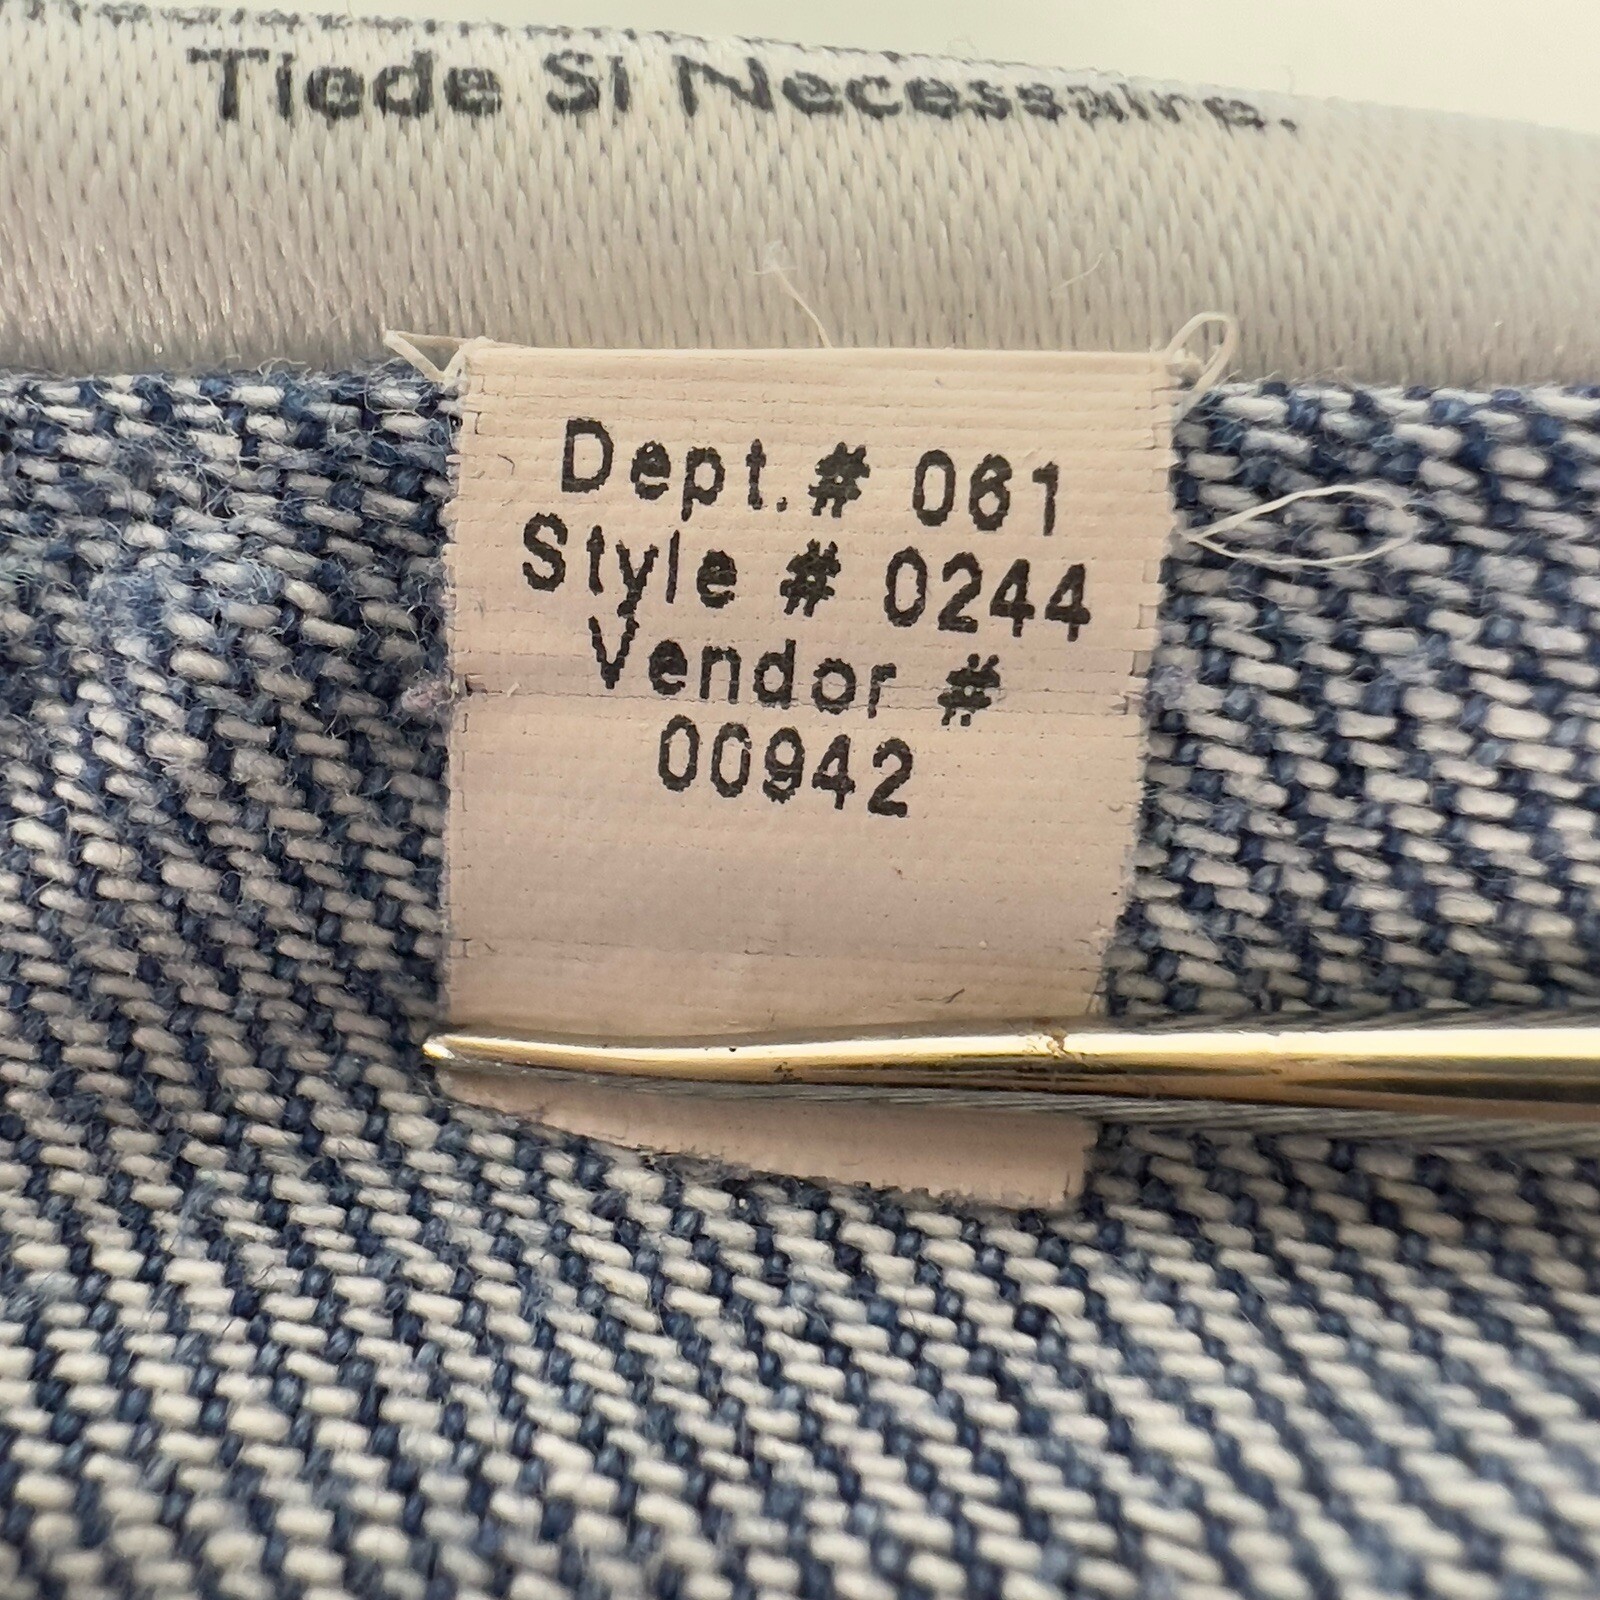 Tiede Si Necessaire.
Dept.# 061
Style # 0244
Vendor #
00942